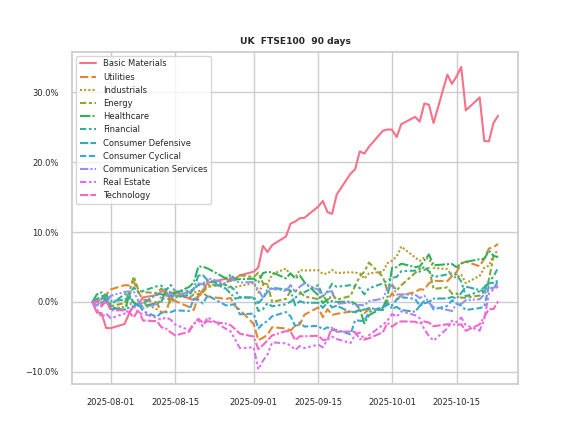 UK  FTSE100  90 days
Basic Materials
Utilities
Industrials
Energy
Healthcare
Financial
Consumer Defensive
Consumer Cyclical
Communication Services
Real Estate
Technology
30.0%
20.0%
10.0%
0.0%
−10.0%
2025-08-01 2025-08-15 2025-09-01 2025-09-15 2025-10-01 2025-10-15